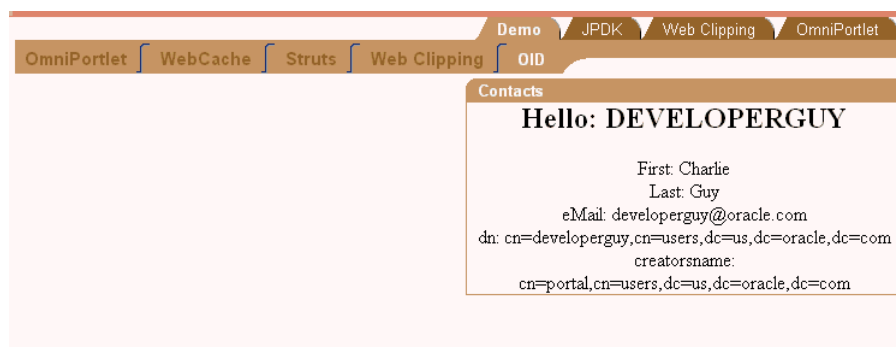 Demo JPDK Web Clipping OmniPortlet
OmniPortlet WebCache Struts Web Clipping OID
Contacts
Hello: DEVELOPERGUY
First: Charlie
Last: Guy
eMail: developerguy@oracle.com
dn: cn=developerguy,cn=users,dc=us,dc=oracle,dc=com
creatorsname:
cn=portal,cn=users,dc=us,dc=oracle,dc=com